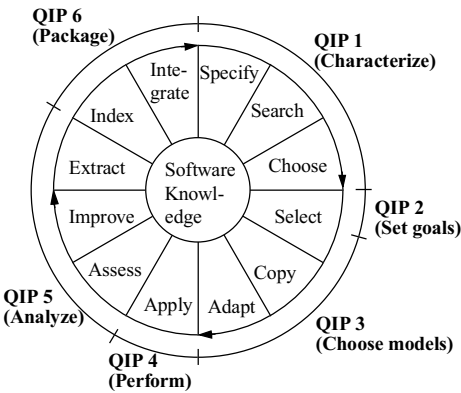 QIP 6
(Package)
QIP 1
(Characterize)
Inte-
grate
Specify
Search
Choose
Select
Copy
Adapt
Apply
Assess
Improve
Extract
Index
Software
Knowl-
edge
QIP 2
(Set goals)
QIP 3
(Choose models)
QIP 4
(Perform)
QIP 5
(Analyze)